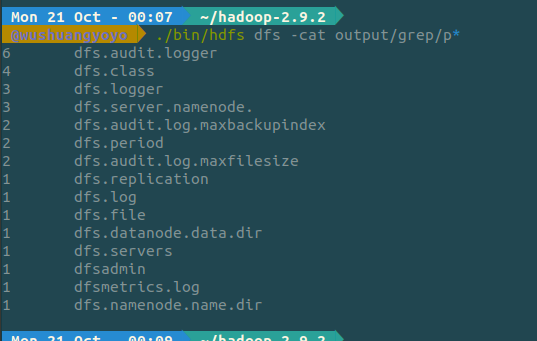 Mon 21 Oct - 00:07 ~/hadoop-2.9.2
@wushuangyoyo ./bin/hdfs dfs -cat output/grep/p*
6 dfs.audit.logger
4 dfs.class
3 dfs.logger
3 dfs.server.namenode.
2 dfs.audit.log.maxbackupindex
2 dfs.period
2 dfs.audit.log.maxfilesize
1 dfs.replication
1 dfs.log
1 dfs.file
1 dfs.datanode.data.dir
1 dfs.servers
1 dfsadmin
1 dfsmetrics.log
1 dfs.namenode.name.dir
Mon 21 Oct - 00:09 ~/hadoop-2.9.2